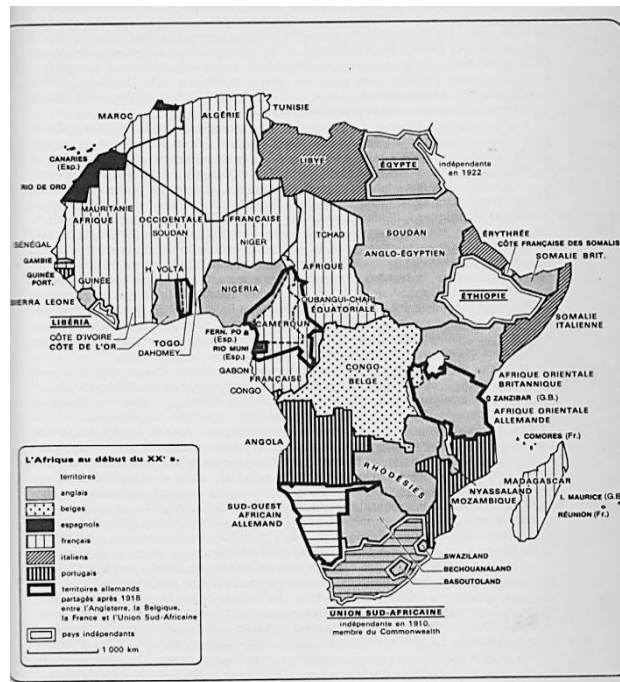 MAROC
ALGÉRIE
TUNISIE
CANARIES
(Esp.)
RIO DE ORO
LIBYE
ÉGYPTE
indépendante
en 1922
MAURITANIE
AFRIQUE
OCCIDENTALE
FRANÇAISE
SOUDAN
NIGER
TCHAD
SOUDAN
ANGLO-ÉGYPTIEN
ÉRYTHRÉE
CÔTE FRANÇAISE DES SOMALIS
SOMALIE BRIT.
SÉNÉGAL
GAMBIE
GUINÉE
PORT.
GUINÉE
H. VOLTA
NIGÉRIA
AFRIQUE
OUBANGUI-CHARI
ÉQUATORIALE
ÉTHIOPIE
SIERRA LEONE
LIBÉRIA
CÔTE D'IVOIRE
CÔTE DE L'OR
TOGO
DAHOMEY
FERN. PO
RIO MUNI
(Esp.)
CAMEROUN
SOMALIE
ITALIENNE
GABON
FRANÇAISE
CONGO
CONGO
BELGE
AFRIQUE ORIENTALE
BRITANNIQUE
ZANZIBAR (G.B.)
AFRIQUE ORIENTALE
ALLEMANDE
ANGOLA
COMORES (Fr.)
RHODÉSIES
NYASSALAND
MOZAMBIQUE
MADAGASCAR
I. MAURICE (G.B
RÉUNION (Fr.)
SUD-OUEST
AFRICAIN
ALLEMAND
SWAZILAND
BECHOUANALAND
BASOUTOLAND
UNION SUD-AFRICAINE
indépendante en 1910,
membre du Commonwealth
L'Afrique au début du XXe s.
territoires
anglais
belges
espagnols
français
italiens
portugais
territoires allemands
partagés après 1918
entre l'Angleterre, la Belgique,
la France et l'Union Sud-Africaine
pays indépendants
1 000 km